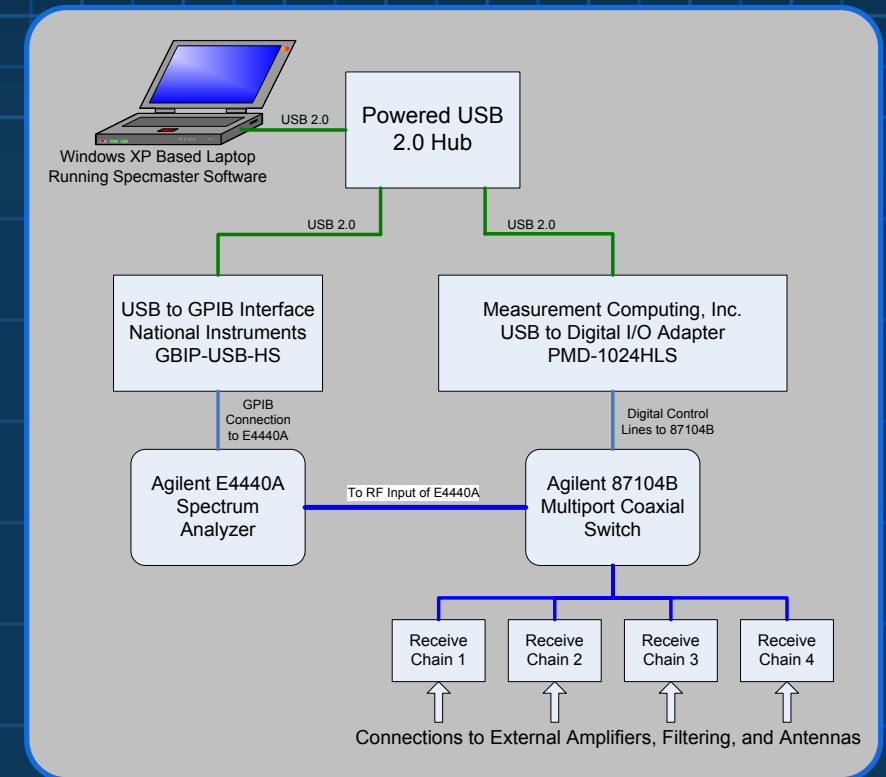 USB 2.0
Powered USB
2.0 Hub
Windows XP Based Laptop
Running Specmaster Software
USB 2.0
USB 2.0
USB to GPIB Interface
National Instruments
GBIP-USB-HS
Measurement Computing, Inc.
USB to Digital I/O Adapter
PMD-1024HLS
GPIB
Connection
to E4440A
Digital Control
Lines to 87104B
Agilent E4440A
Spectrum
Analyzer
To RF Input of E4440A
Agilent 87104B
Multiport Coaxial
Switch
Receive
Chain 1
Receive
Chain 2
Receive
Chain 3
Receive
Chain 4
Connections to External Amplifiers, Filtering, and Antennas